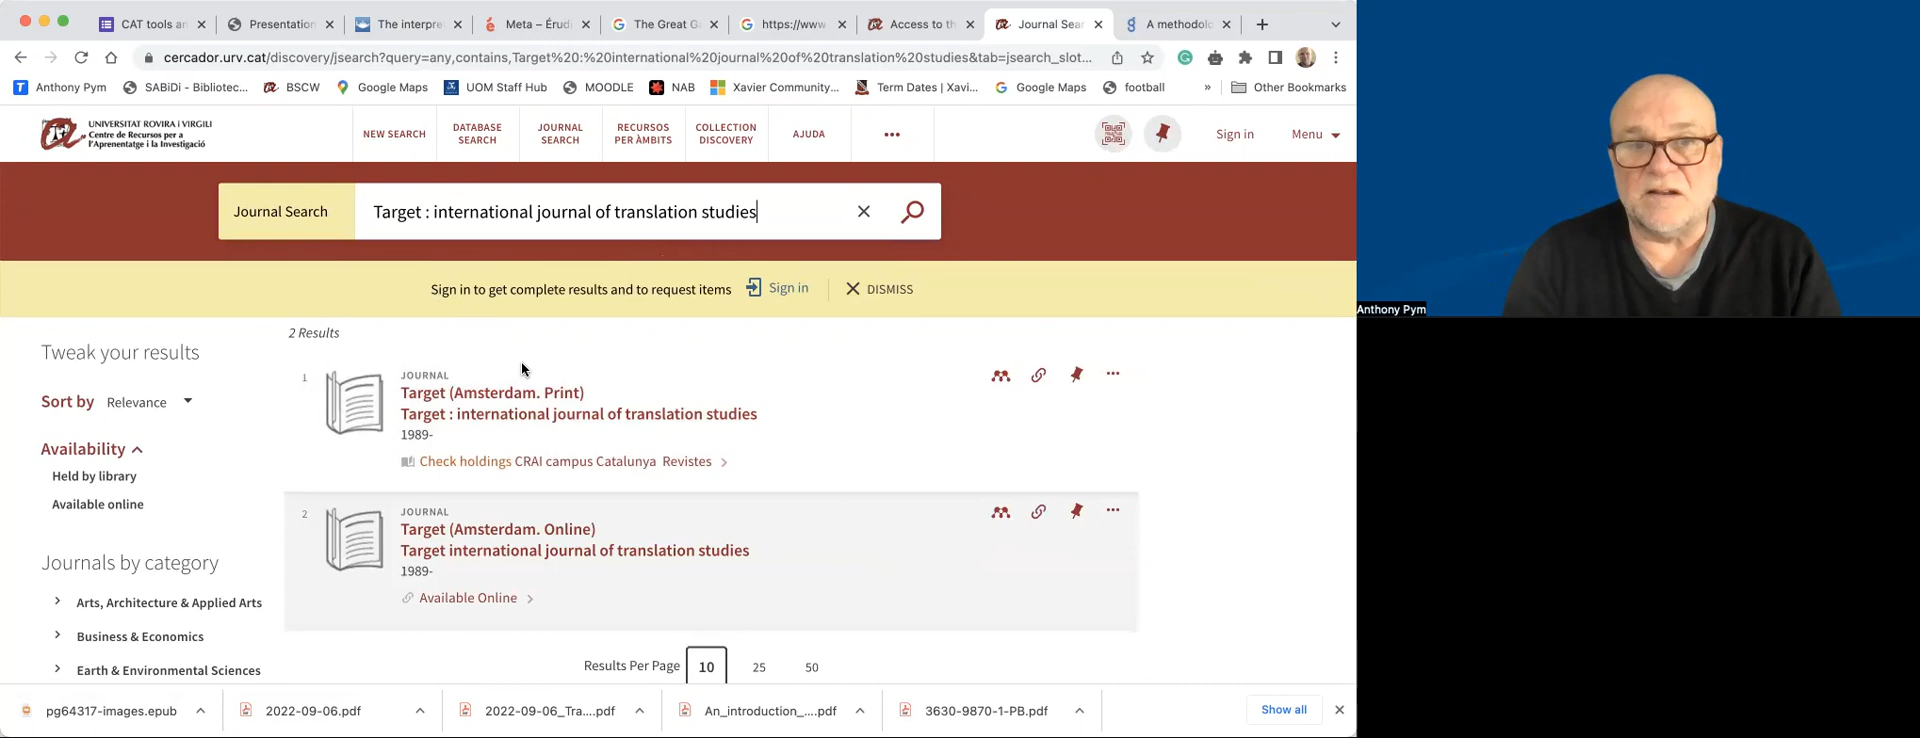 CAT tools an
Presentation
The interpre
Meta – Érud
The Great G
https://www
Access to th
Journal Sear
A methodolo
cercador.urv.cat/discovery/jsearch?query=any,contains,Target%20:%20international%20journal%20of%20translation%20studies&tab=jsearch_slot...
Anthony Pym
SABiDi - Bibliotec...
BSCW
Google Maps
UOM Staff Hub
MOODLE
NAB
Xavier Community...
Term Dates | Xavi...
Google Maps
football
»
Other Bookmarks
UNIVERSITAT ROVIRA i VIRGILI
Centre de Recursos per a
l'Aprenentatge i la Investigació
NEW SEARCH
DATABASE
SEARCH
JOURNAL
SEARCH
RECURSOS
PER ÀMBITS
COLLECTION
DISCOVERY
AJUDA
Sign in
Menu
Journal Search
Target : international journal of translation studies
Sign in to get complete results and to request items
Sign in
DISMISS
Anthony Pym
2 Results
Tweak your results
Sort by Relevance
Availability
Held by library
Available online
Journals by category
Arts, Architecture & Applied Arts
Business & Economics
Earth & Environmental Sciences
1
JOURNAL
Target (Amsterdam. Print)
Target : international journal of translation studies
1989-
Check holdings CRAI campus Catalunya Revistes
2
JOURNAL
Target (Amsterdam. Online)
Target international journal of translation studies
1989-
Available Online
Results Per Page 10 25 50
pg64317-images.epub
2022-09-06.pdf
2022-09-06_Tra....pdf
An_introduction_....pdf
3630-9870-1-PB.pdf
Show all